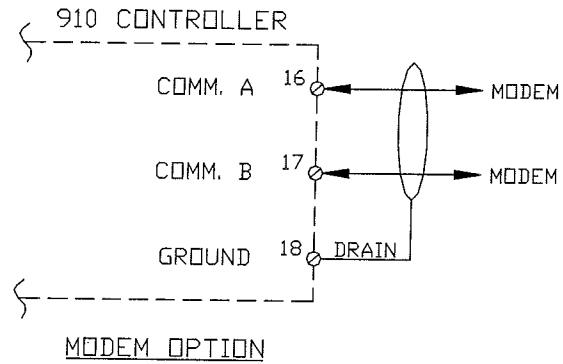 910 CONTROLLER
COMM. A 16 MODEM
COMM. B 17 MODEM
GROUND 18 DRAIN
MODEM OPTION